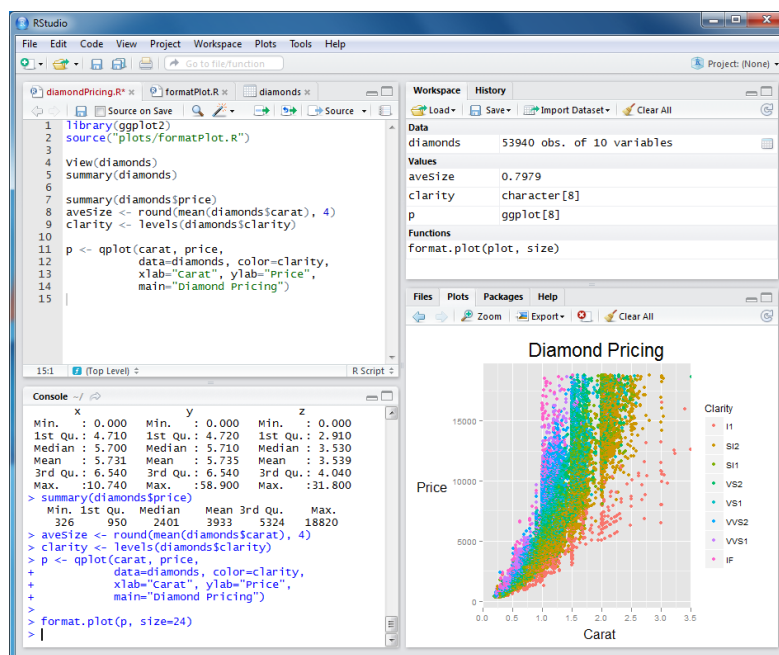 RStudio
File Edit Code View Project Workspace Plots Tools Help
Go to file/function
Project: (None)
diamondPricing.R*
formatPlot.R
diamonds
Source on Save
Source
1 library(ggplot2)
2 source("plots/formatPlot.R")
3
4 View(diamonds)
5 summary(diamonds)
6
7 summary(diamonds$price)
8 aveSize <- round(mean(diamonds$carat), 4)
9 clarity <- levels(diamonds$clarity)
10
11 p <- qplot(carat, price,
12 data=diamonds, color=clarity,
13 xlab="Carat", ylab="Price",
14 main="Diamond Pricing")
15
15:1 (Top Level) R Script
Console ~/
x y z
Min. : 0.000 Min. : 0.000 Min. : 0.000
1st Qu.: 4.710 1st Qu.: 4.720 1st Qu.: 2.910
Median : 5.700 Median : 5.710 Median : 3.530
Mean : 5.731 Mean : 5.735 Mean : 3.539
3rd Qu.: 6.540 3rd Qu.: 6.540 3rd Qu.: 4.040
Max. :10.740 Max. :58.900 Max. :31.800
> summary(diamonds$price)
Min. 1st Qu. Median Mean 3rd Qu. Max.
326 950 2401 3933 5324 18820
> aveSize <- round(mean(diamonds$carat), 4)
> clarity <- levels(diamonds$clarity)
> p <- qplot(carat, price,
+ data=diamonds, color=clarity,
+ xlab="Carat", ylab="Price",
+ main="Diamond Pricing")
>
> format.plot(p, size=24)
>
Workspace History
Load Save Import Dataset Clear All
Data
diamonds 53940 obs. of 10 variables
Values
aveSize 0.7979
clarity character[8]
p ggplot[8]
Functions
format.plot(plot, size)
Files Plots Packages Help
Zoom Export Clear All
Diamond Pricing
Price
15000
10000
5000
0
0.0 0.5 1.0 1.5 2.0 2.5 3.0 3.5
Carat
Clarity
I1
SI2
SI1
VS2
VS1
VVS2
VVS1
IF